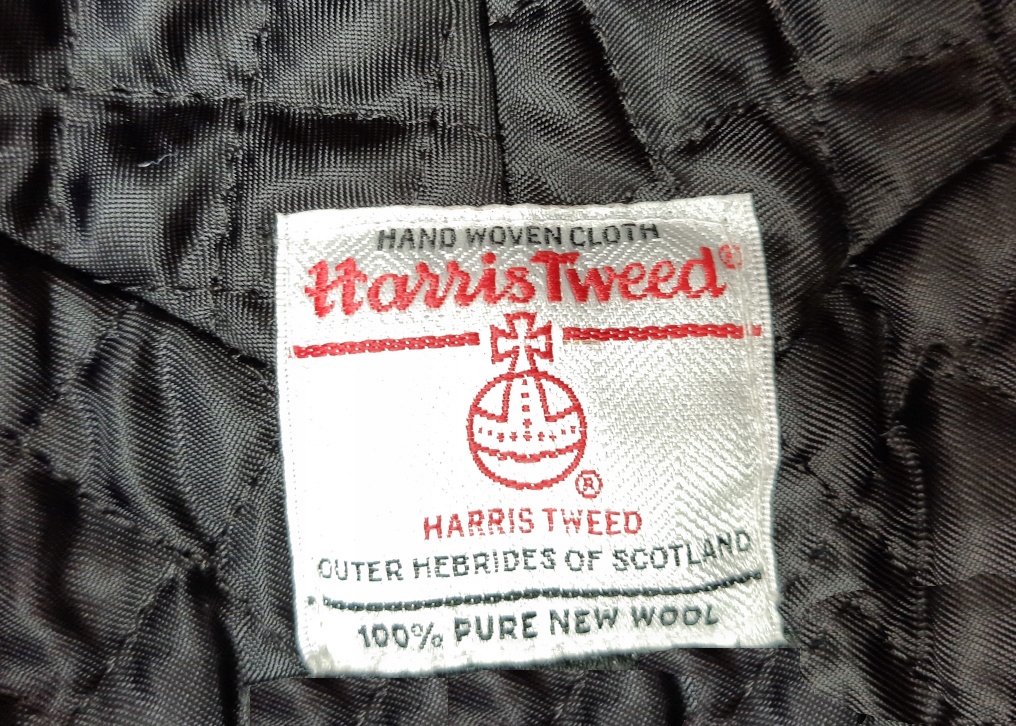 HAND WOVEN CLOTH
Harris Tweed®
®
HARRIS TWEED
OUTER HEBRIDES OF SCOTLAND
100% PURE NEW WOOL